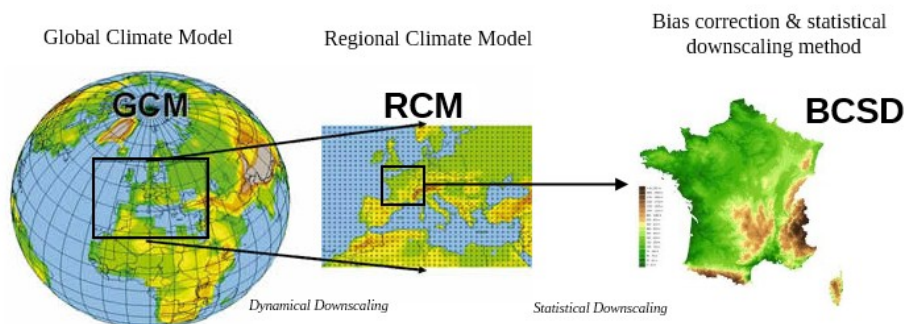 Global Climate Model
Regional Climate Model
Bias correction & statistical
downscaling method
GCM
RCM
BCSD
Dynamical Downscaling
Statistical Downscaling